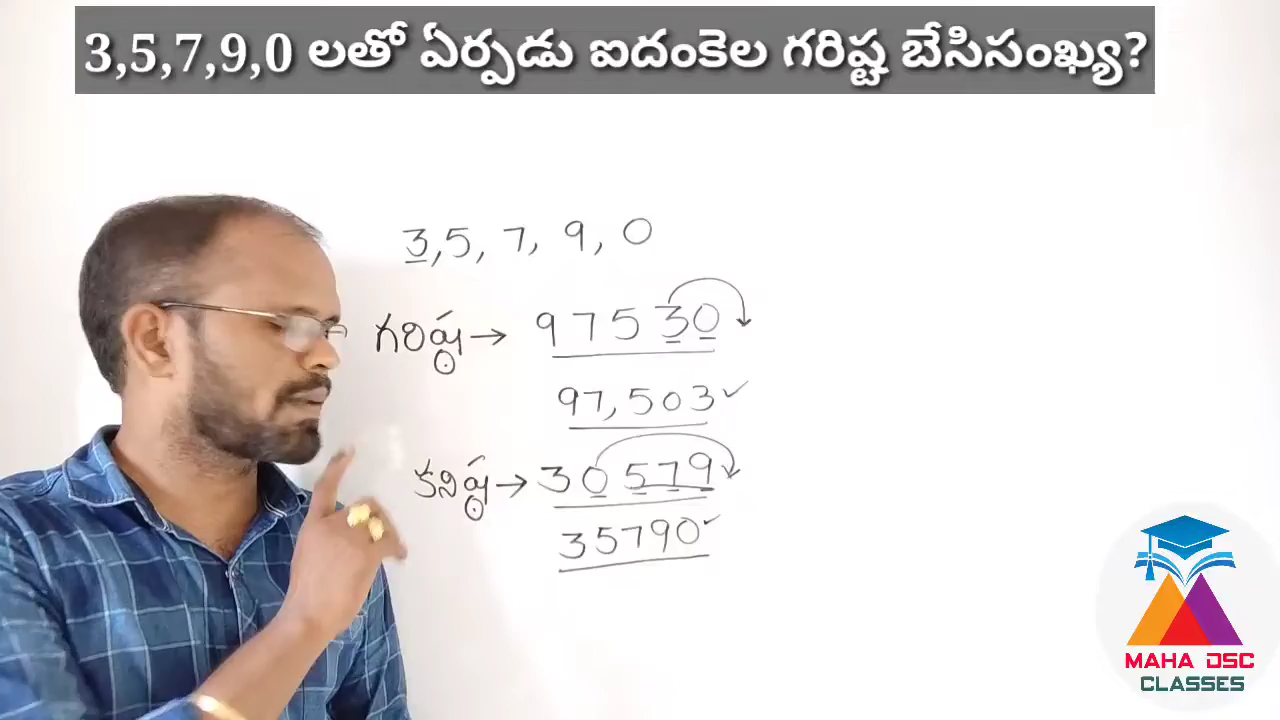 3,5,7,9,0 లతో ఏర్పడు ఐదంకెల గరిష్ట బేసిసంఖ్య?
3,5, 7, 9, 0
గరిష్ఠ → 97530
97,503 ✓
కనిష్ఠ → 30579
35790 ✓
MAHA DSC
CLASSES